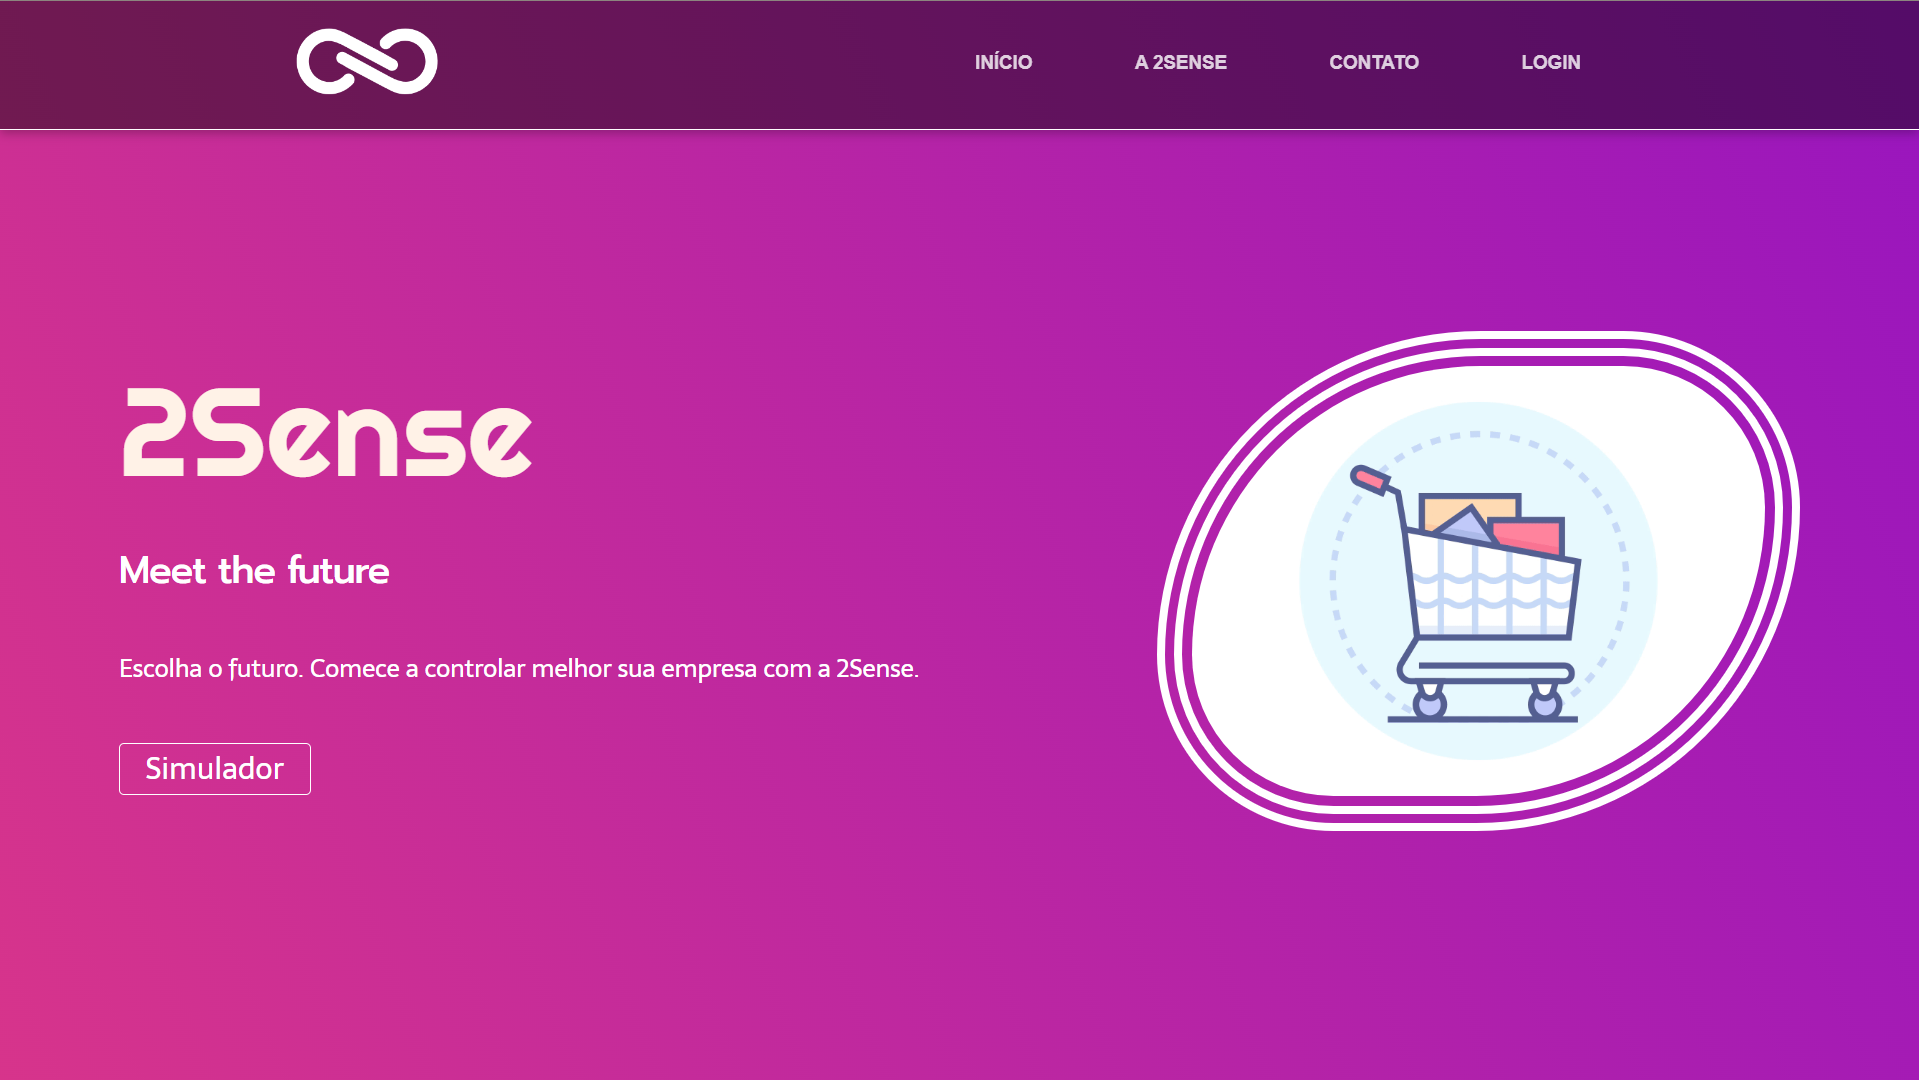 INÍCIO
A 2SENSE
CONTATO
LOGIN
2Sense
Meet the future
Escolha o futuro. Comece a controlar melhor sua empresa com a 2Sense.
Simulador